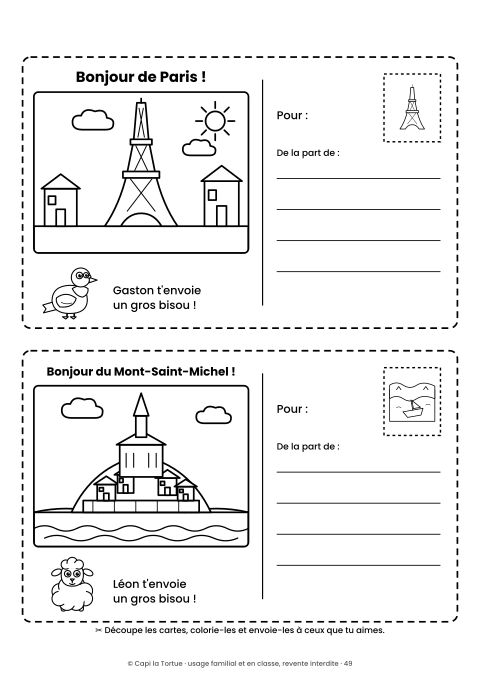 Bonjour de Paris !
Pour :
De la part de :
Gaston t'envoie
un gros bisou !
Bonjour du Mont-Saint-Michel !
Pour :
De la part de :
Léon t'envoie
un gros bisou !
✂ Découpe les cartes, colorie-les et envoie-les à ceux que tu aimes.
© Capi la Tortue · usage familial et en classe, revente interdite · 49